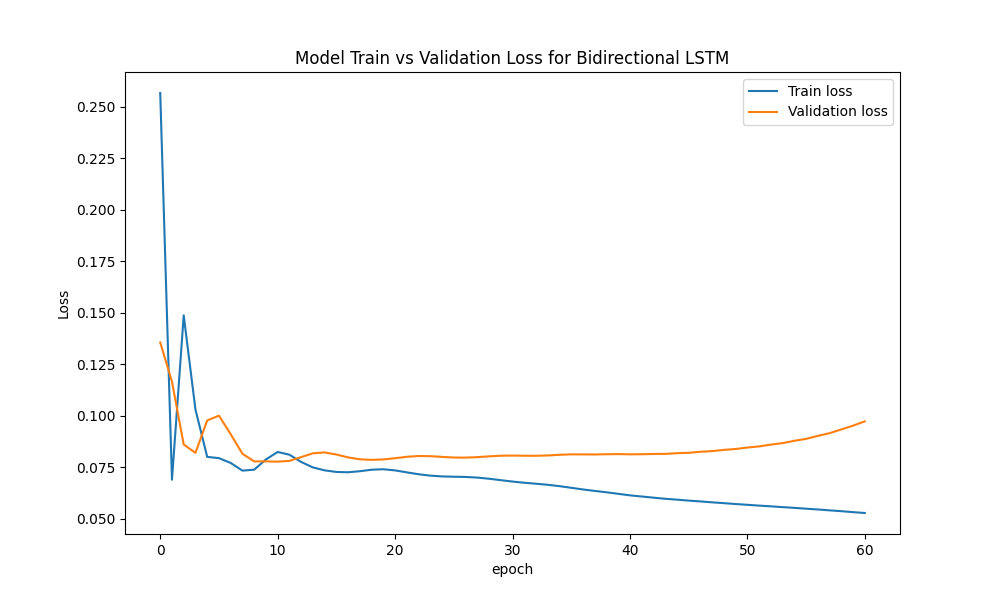 Model Train vs Validation Loss for Bidirectional LSTM
Train loss
Validation loss
0.250
0.225
0.200
0.175
0.150
0.125
0.100
0.075
0.050
Loss
0 10 20 30 40 50 60
epoch